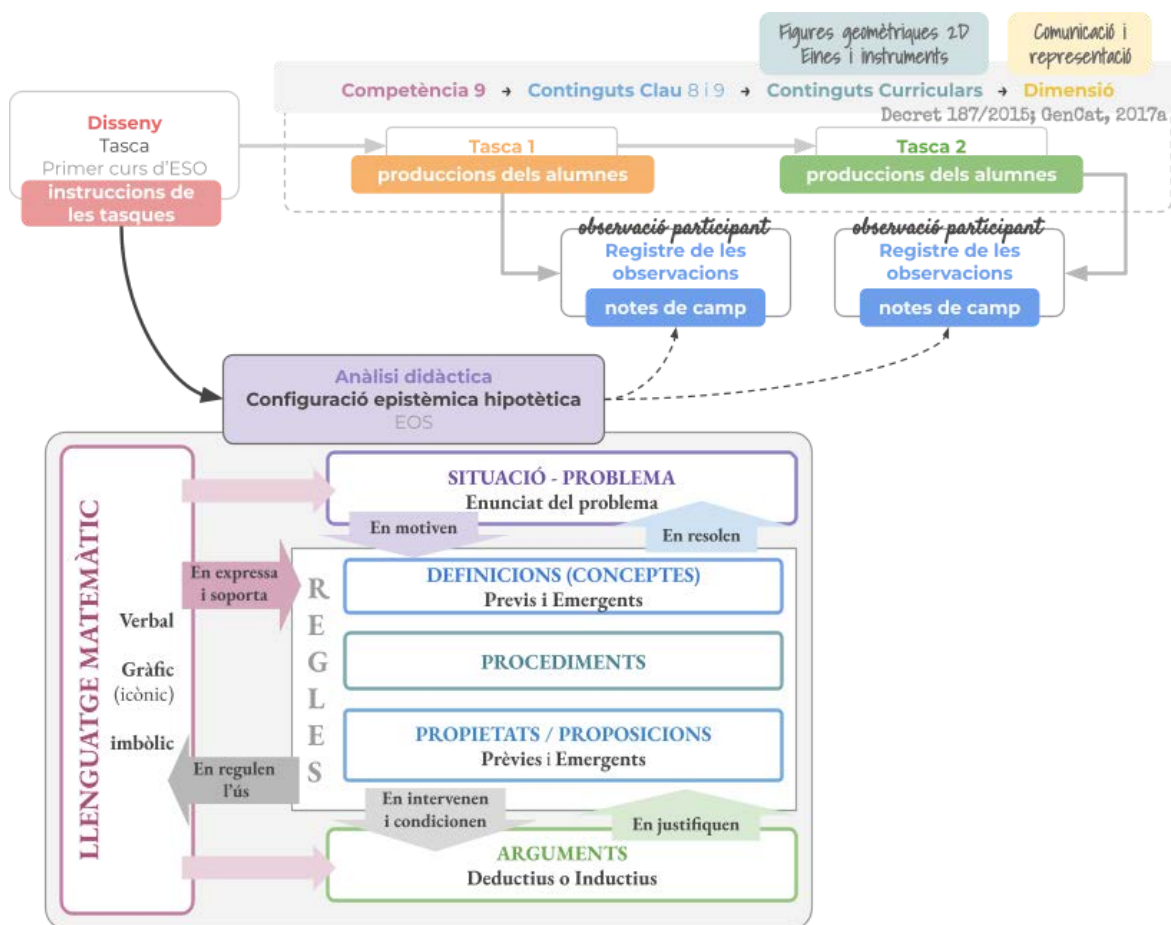 Figures geomètriques 2D
Eines i instruments
Comunicació i
representació
Competència 9 → Continguts Clau 8 i 9 → Continguts Curriculars → Dimensió
Decret 187/2015; GenCat, 2017a
Disseny
Tasca
Primer curs d'ESO
instruccions de
les tasques
Tasca 1
produccions dels alumnes
Tasca 2
produccions dels alumnes
observació participant
Registre de les
observacions
notes de camp
observació participant
Registre de les
observacions
notes de camp
Anàlisi didàctica
Configuració epistèmica hipotètica
EOS
LLENGUATGE MATEMÀTIC
Verbal
Gràfic
(icònic)
imbòlic
SITUACIÓ - PROBLEMA
Enunciat del problema
En motiven
En resolen
En expressa
i suporta
REGLES
DEFINICIONS (CONCEPTES)
Previs i Emergents
PROCEDIMENTS
PROPIETATS / PROPOSICIONS
Prèvies i Emergents
En regulen
l'ús
En intervenen
i condicionen
En justifiquen
ARGUMENTS
Deductius o Inductius